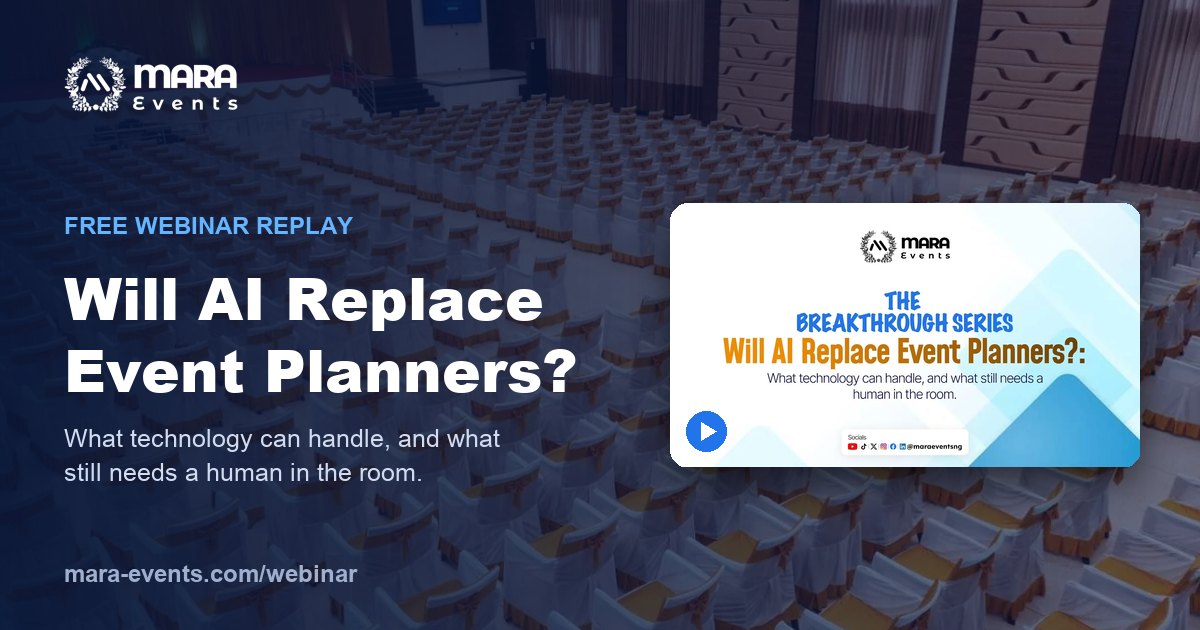 MARA
Events
FREE WEBINAR REPLAY
Will AI Replace
Event Planners?
What technology can handle, and what
still needs a human in the room.
mara-events.com/webinar
MARA
Events
THE
BREAKTHROUGH SERIES
Will AI Replace Event Planners?:
What technology can handle, and what still needs a
human in the room.
Socials
@maraeventsng